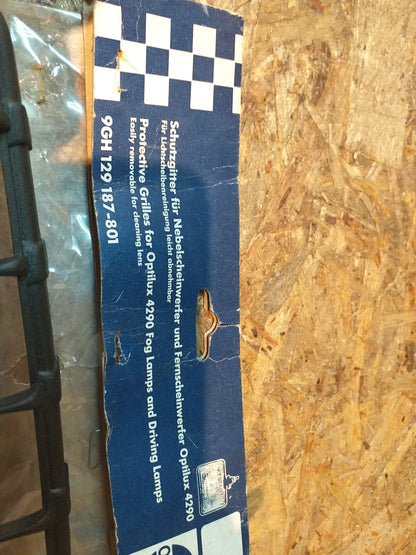 Schutzgitter für Nebelscheinwerfer und Fernscheinwerfer Optilux 4290
Für Lichtscheibenreinigung leicht abnehmbar
Protective Grilles for Optilux 4290 Fog Lamps and Driving Lamps
Easily removable for cleaning lens
9GH 129 187-801